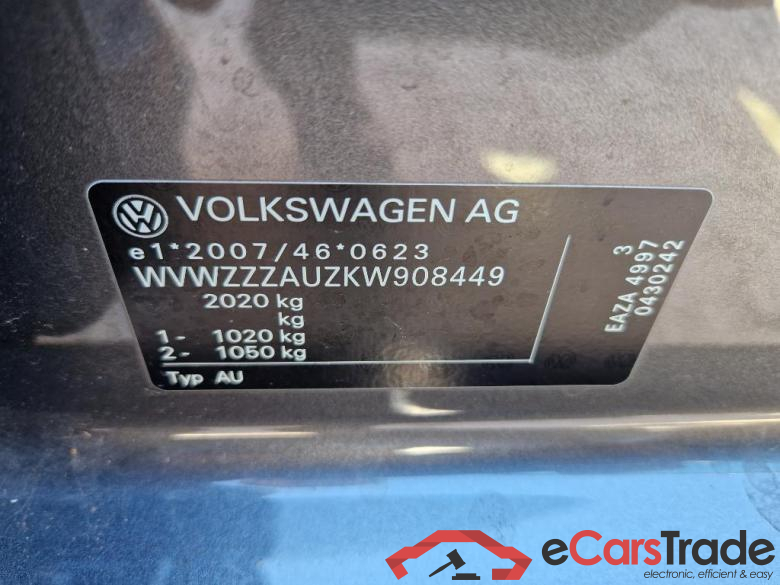 VOLKSWAGEN AG
e1*2007/46*0623
WVWZZZAUZKW908449
2020 kg
kg
1- 1020 kg
2- 1050 kg
Typ AU
3
EAZA 4997
0430242
eCarsTrade
electronic, efficient & easy